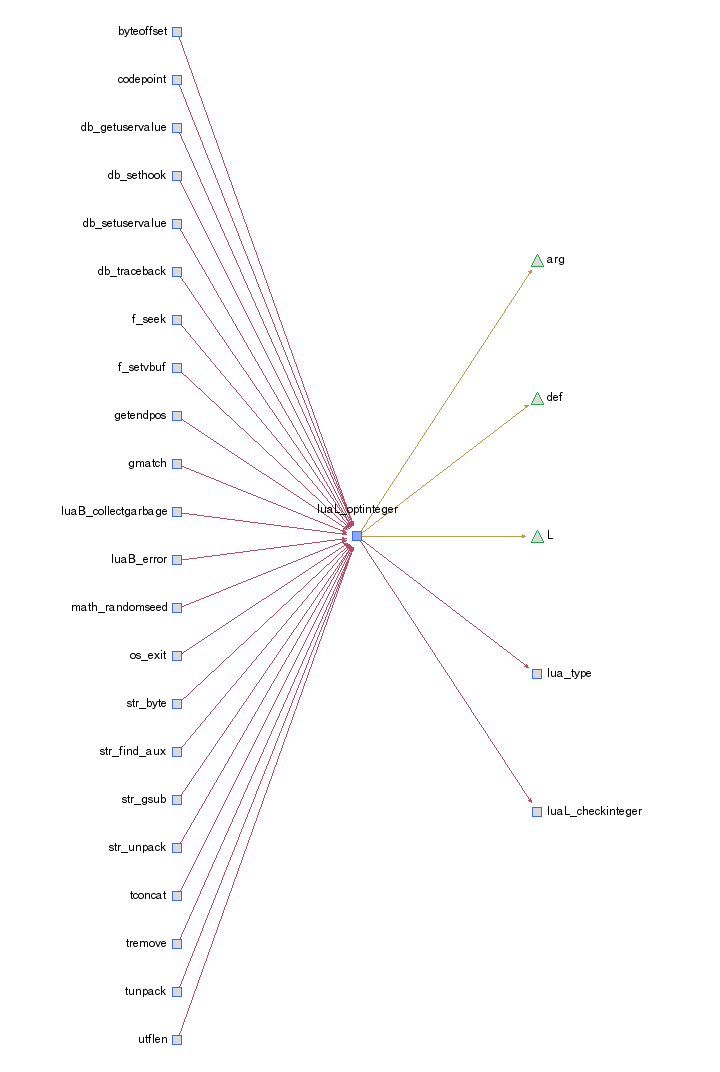 byteoffset
codepoint
db_getuservalue
db_sethook
db_setuservalue
db_traceback
f_seek
f_setvbuf
getendpos
gmatch
luaB_collectgarbage
luaB_error
math_randomseed
os_exit
str_byte
str_find_aux
str_gsub
str_unpack
tconcat
tremove
tunpack
utflen
luaL_optinteger
arg
def
L
lua_type
luaL_checkinteger